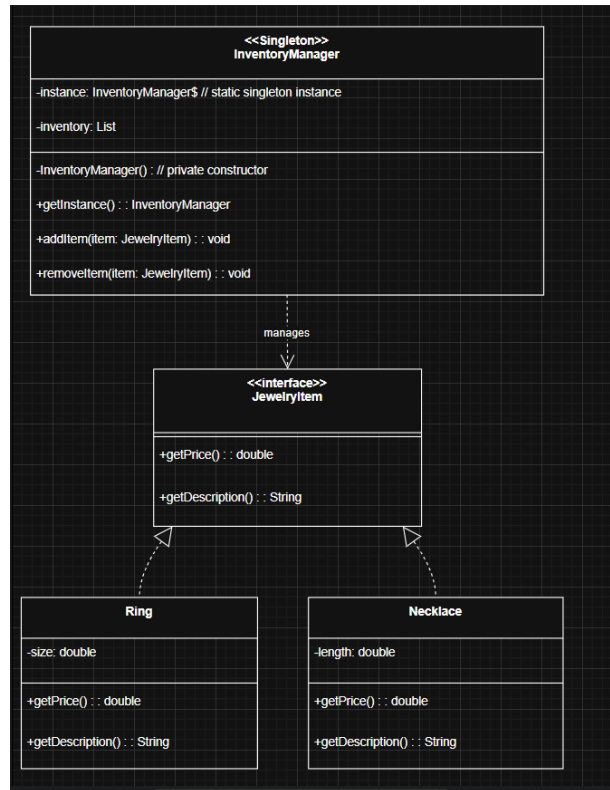 <<Singleton>>
InventoryManager
-instance: InventoryManager$ // static singleton instance
-inventory: List
-InventoryManager() : // private constructor
+getInstance() : : InventoryManager
+addItem(item: JewelryItem) : : void
+removeItem(item: JewelryItem) : : void
manages
<<interface>>
JewelryItem
+getPrice() : : double
+getDescription() : : String
Ring
-size: double
+getPrice() : : double
+getDescription() : : String
Necklace
-length: double
+getPrice() : : double
+getDescription() : : String